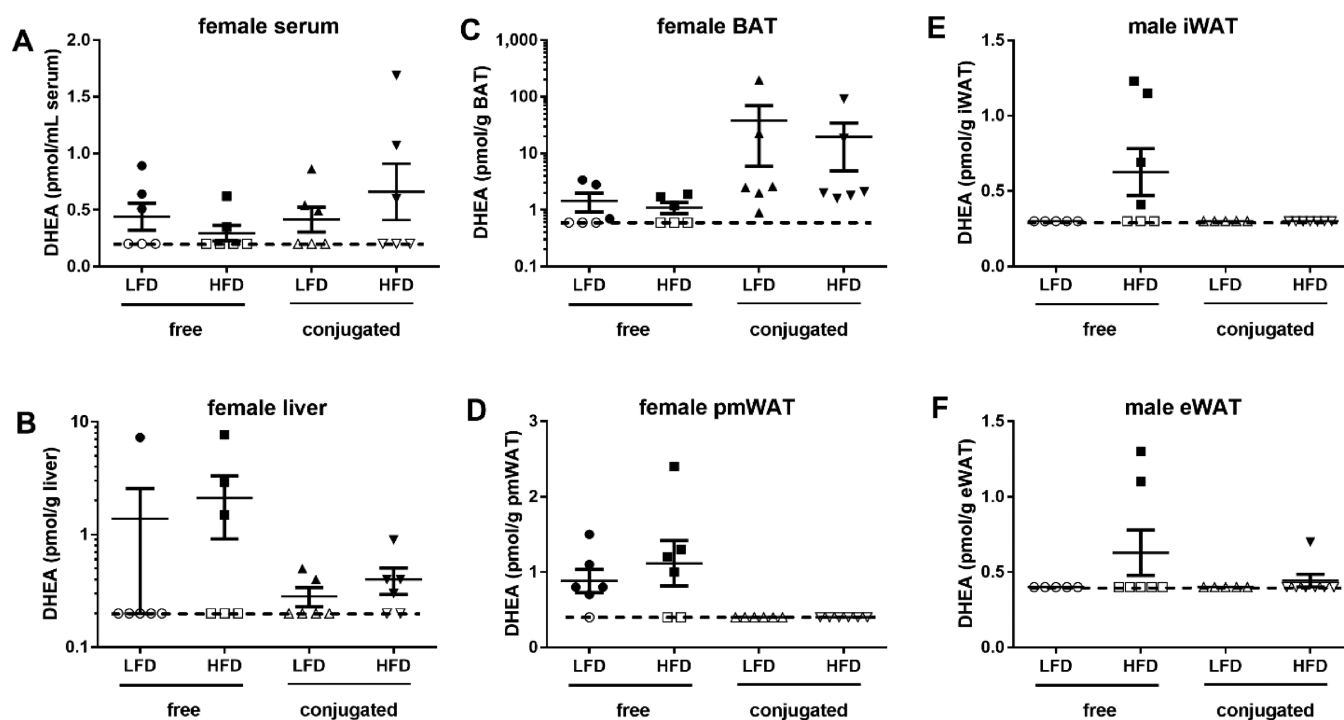 A
female serum
DHEA (pmol/mL serum)
2.0
1.5
1.0
0.5
0.0
LFD HFD LFD HFD
free conjugated
C
female BAT
DHEA (pmol/g BAT)
1,000
100
10
1
0.1
LFD HFD LFD HFD
free conjugated
E
male iWAT
DHEA (pmol/g iWAT)
1.5
1.0
0.5
0.0
LFD HFD LFD HFD
free conjugated
B
female liver
DHEA (pmol/g liver)
10
1
0.1
LFD HFD LFD HFD
free conjugated
D
female pmWAT
DHEA (pmol/g pmWAT)
3
2
1
0
LFD HFD LFD HFD
free conjugated
F
male eWAT
DHEA (pmol/g eWAT)
1.5
1.0
0.5
0.0
LFD HFD LFD HFD
free conjugated